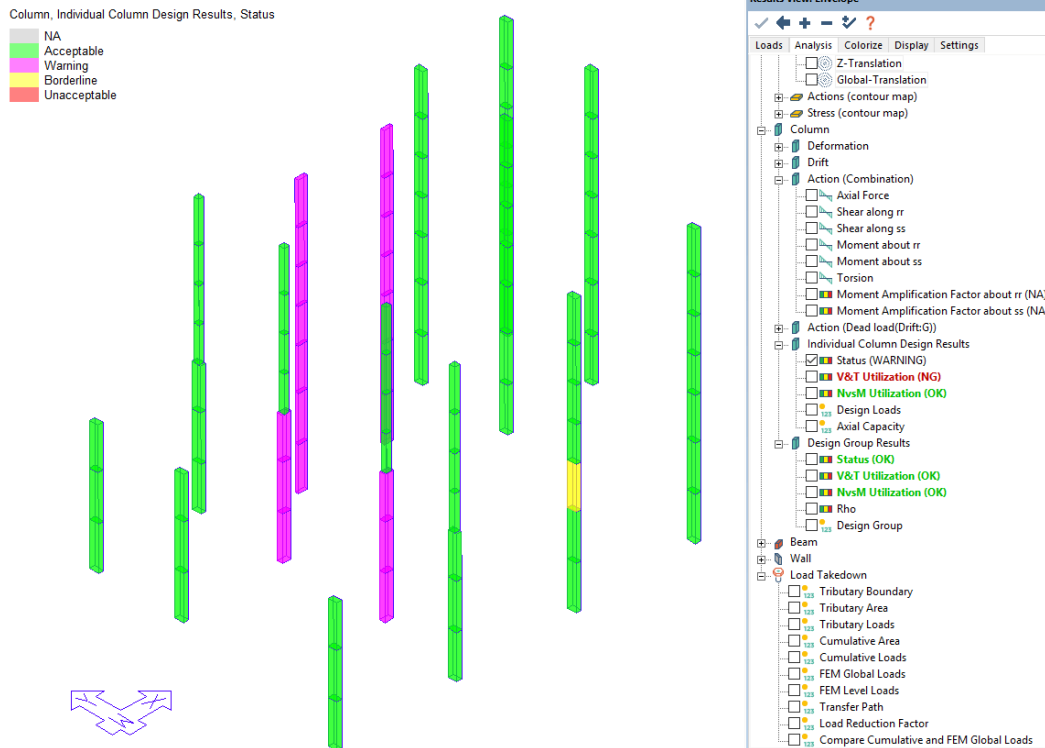 Column, Individual Column Design Results, Status
NA
Acceptable
Warning
Borderline
Unacceptable
Results View: Envelope
Loads Analysis Colorize Display Settings
Z-Translation
Global-Translation
Actions (contour map)
Stress (contour map)
Column
Deformation
Drift
Action (Combination)
Axial Force
Shear along rr
Shear along ss
Moment about rr
Moment about ss
Torsion
Moment Amplification Factor about rr (NA)
Moment Amplification Factor about ss (NA
Action (Dead load(Drift:G))
Individual Column Design Results
Status (WARNING)
V&T Utilization (NG)
NvsM Utilization (OK)
Design Loads
Axial Capacity
Design Group Results
Status (OK)
V&T Utilization (OK)
NvsM Utilization (OK)
Rho
Design Group
Beam
Wall
Load Takedown
Tributary Boundary
Tributary Area
Tributary Loads
Cumulative Area
Cumulative Loads
FEM Global Loads
FEM Level Loads
Transfer Path
Load Reduction Factor
Compare Cumulative and FEM Global Loads